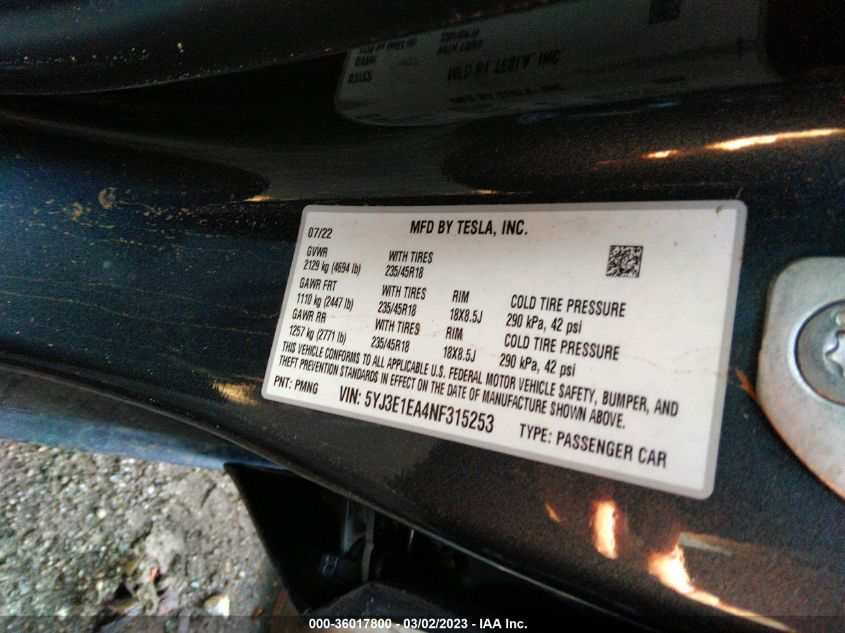 MFD BY TESLA, INC.
07/22
GVWR
2129 kg (4694 lb)
WITH TIRES
235/45R18
GAWR FRT
1110 kg (2447 lb)
WITH TIRES
235/45R18
RIM
18X8.5J
COLD TIRE PRESSURE
290 kPa, 42 psi
GAWR RR
1257 kg (2771 lb)
WITH TIRES
235/45R18
RIM
18X8.5J
COLD TIRE PRESSURE
290 kPa, 42 psi
THIS VEHICLE CONFORMS TO ALL APPLICABLE U.S. FEDERAL MOTOR VEHICLE SAFETY, BUMPER, AND
THEFT PREVENTION STANDARDS IN EFFECT ON THE DATE OF MANUFACTURE SHOWN ABOVE.
PNT: PMNG
VIN: 5YJ3E1EA4NF315253
TYPE: PASSENGER CAR
000-36017800 - 03/02/2023 - IAA Inc.